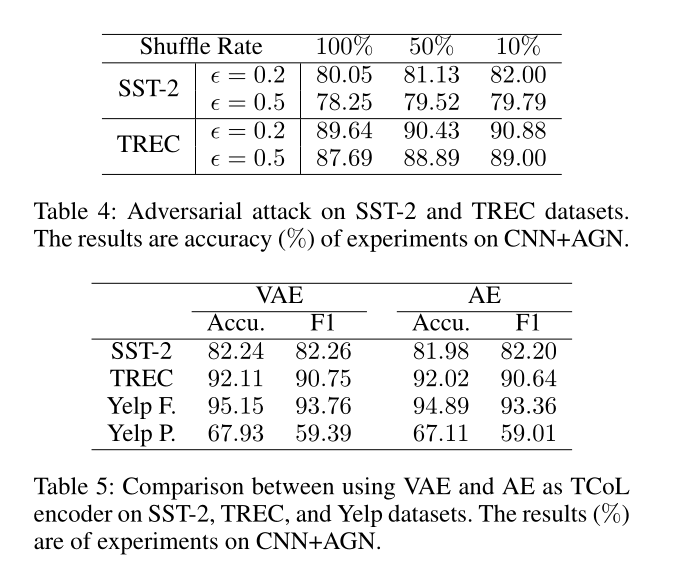 Shuffle Rate 100% 50% 10%
SST-2 ϵ = 0.2 80.05 81.13 82.00
ϵ = 0.5 78.25 79.52 79.79
TREC ϵ = 0.2 89.64 90.43 90.88
ϵ = 0.5 87.69 88.89 89.00
Table 4: Adversarial attack on SST-2 and TREC datasets.
The results are accuracy (%) of experiments on CNN+AGN.
VAE AE
Accu. F1 Accu. F1
SST-2 82.24 82.26 81.98 82.20
TREC 92.11 90.75 92.02 90.64
Yelp F. 95.15 93.76 94.89 93.36
Yelp P. 67.93 59.39 67.11 59.01
Table 5: Comparison between using VAE and AE as TCoL
encoder on SST-2, TREC, and Yelp datasets. The results (%)
are of experiments on CNN+AGN.